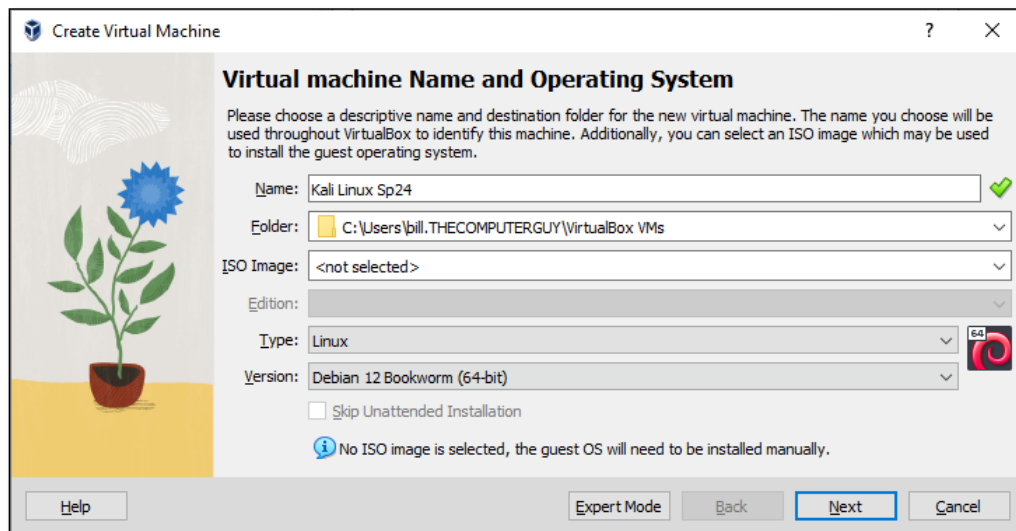 Create Virtual Machine
?
Virtual machine Name and Operating System
Please choose a descriptive name and destination folder for the new virtual machine. The name you choose will be
used throughout VirtualBox to identify this machine. Additionally, you can select an ISO image which may be used
to install the guest operating system.
Name: Kali Linux Sp24
Folder: C:\Users\bill.THECOMPUTERGUY\VirtualBox VMs
ISO Image: <not selected>
Edition:
Type: Linux
64
Version: Debian 12 Bookworm (64-bit)
Skip Unattended Installation
No ISO image is selected, the guest OS will need to be installed manually.
Help Expert Mode Back Next Cancel